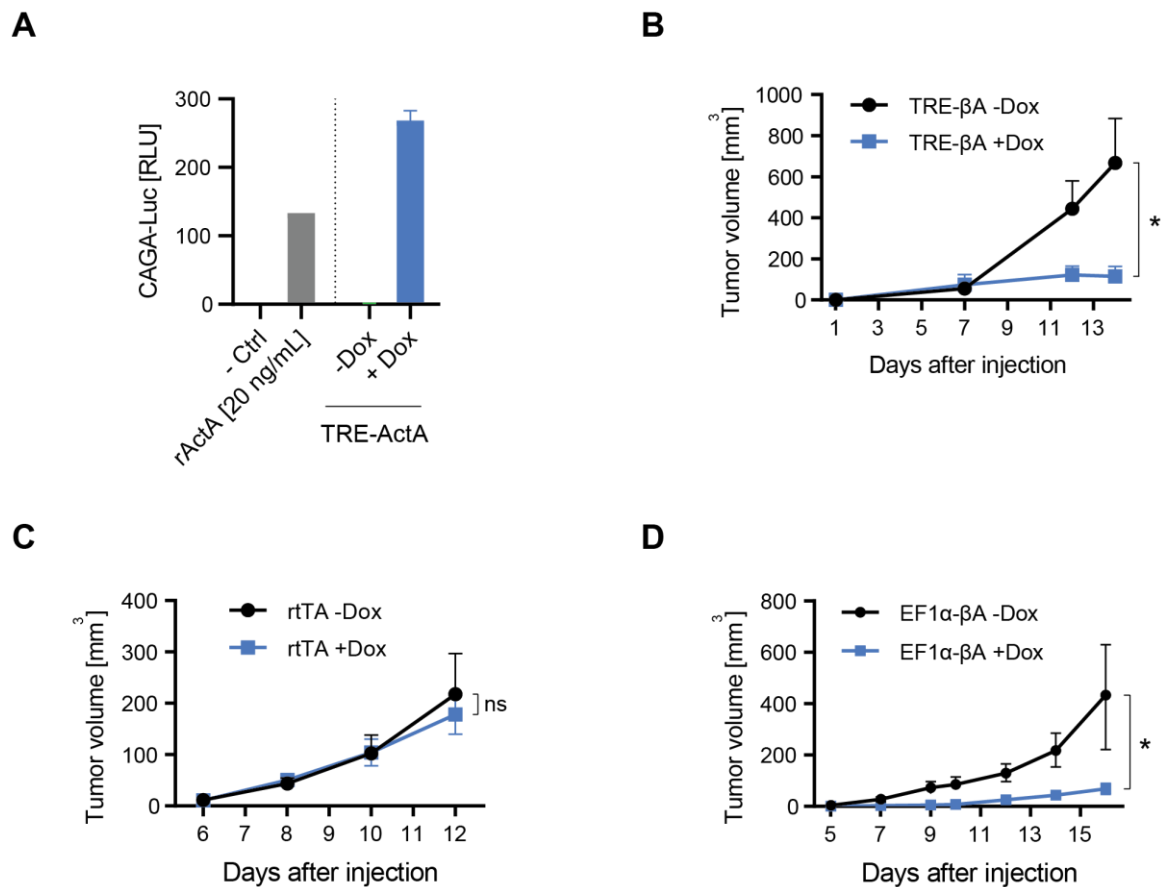 A
CAGA-Luc [RLU]
300
200
100
0
- Ctrl
rActA [20 ng/mL]
-Dox
+ Dox
TRE-ActA
B
Tumor volume [mm³]
1000
800
600
400
200
0
TRE-βA -Dox
TRE-βA +Dox
*
1 3 5 7 9 11 13
Days after injection
C
Tumor volume [mm³]
400
300
200
100
0
rtTA -Dox
rtTA +Dox
ns
6 7 8 9 10 11 12
Days after injection
D
Tumor volume [mm³]
800
600
400
200
0
EF1α-βA -Dox
EF1α-βA +Dox
*
5 7 9 11 13 15
Days after injection